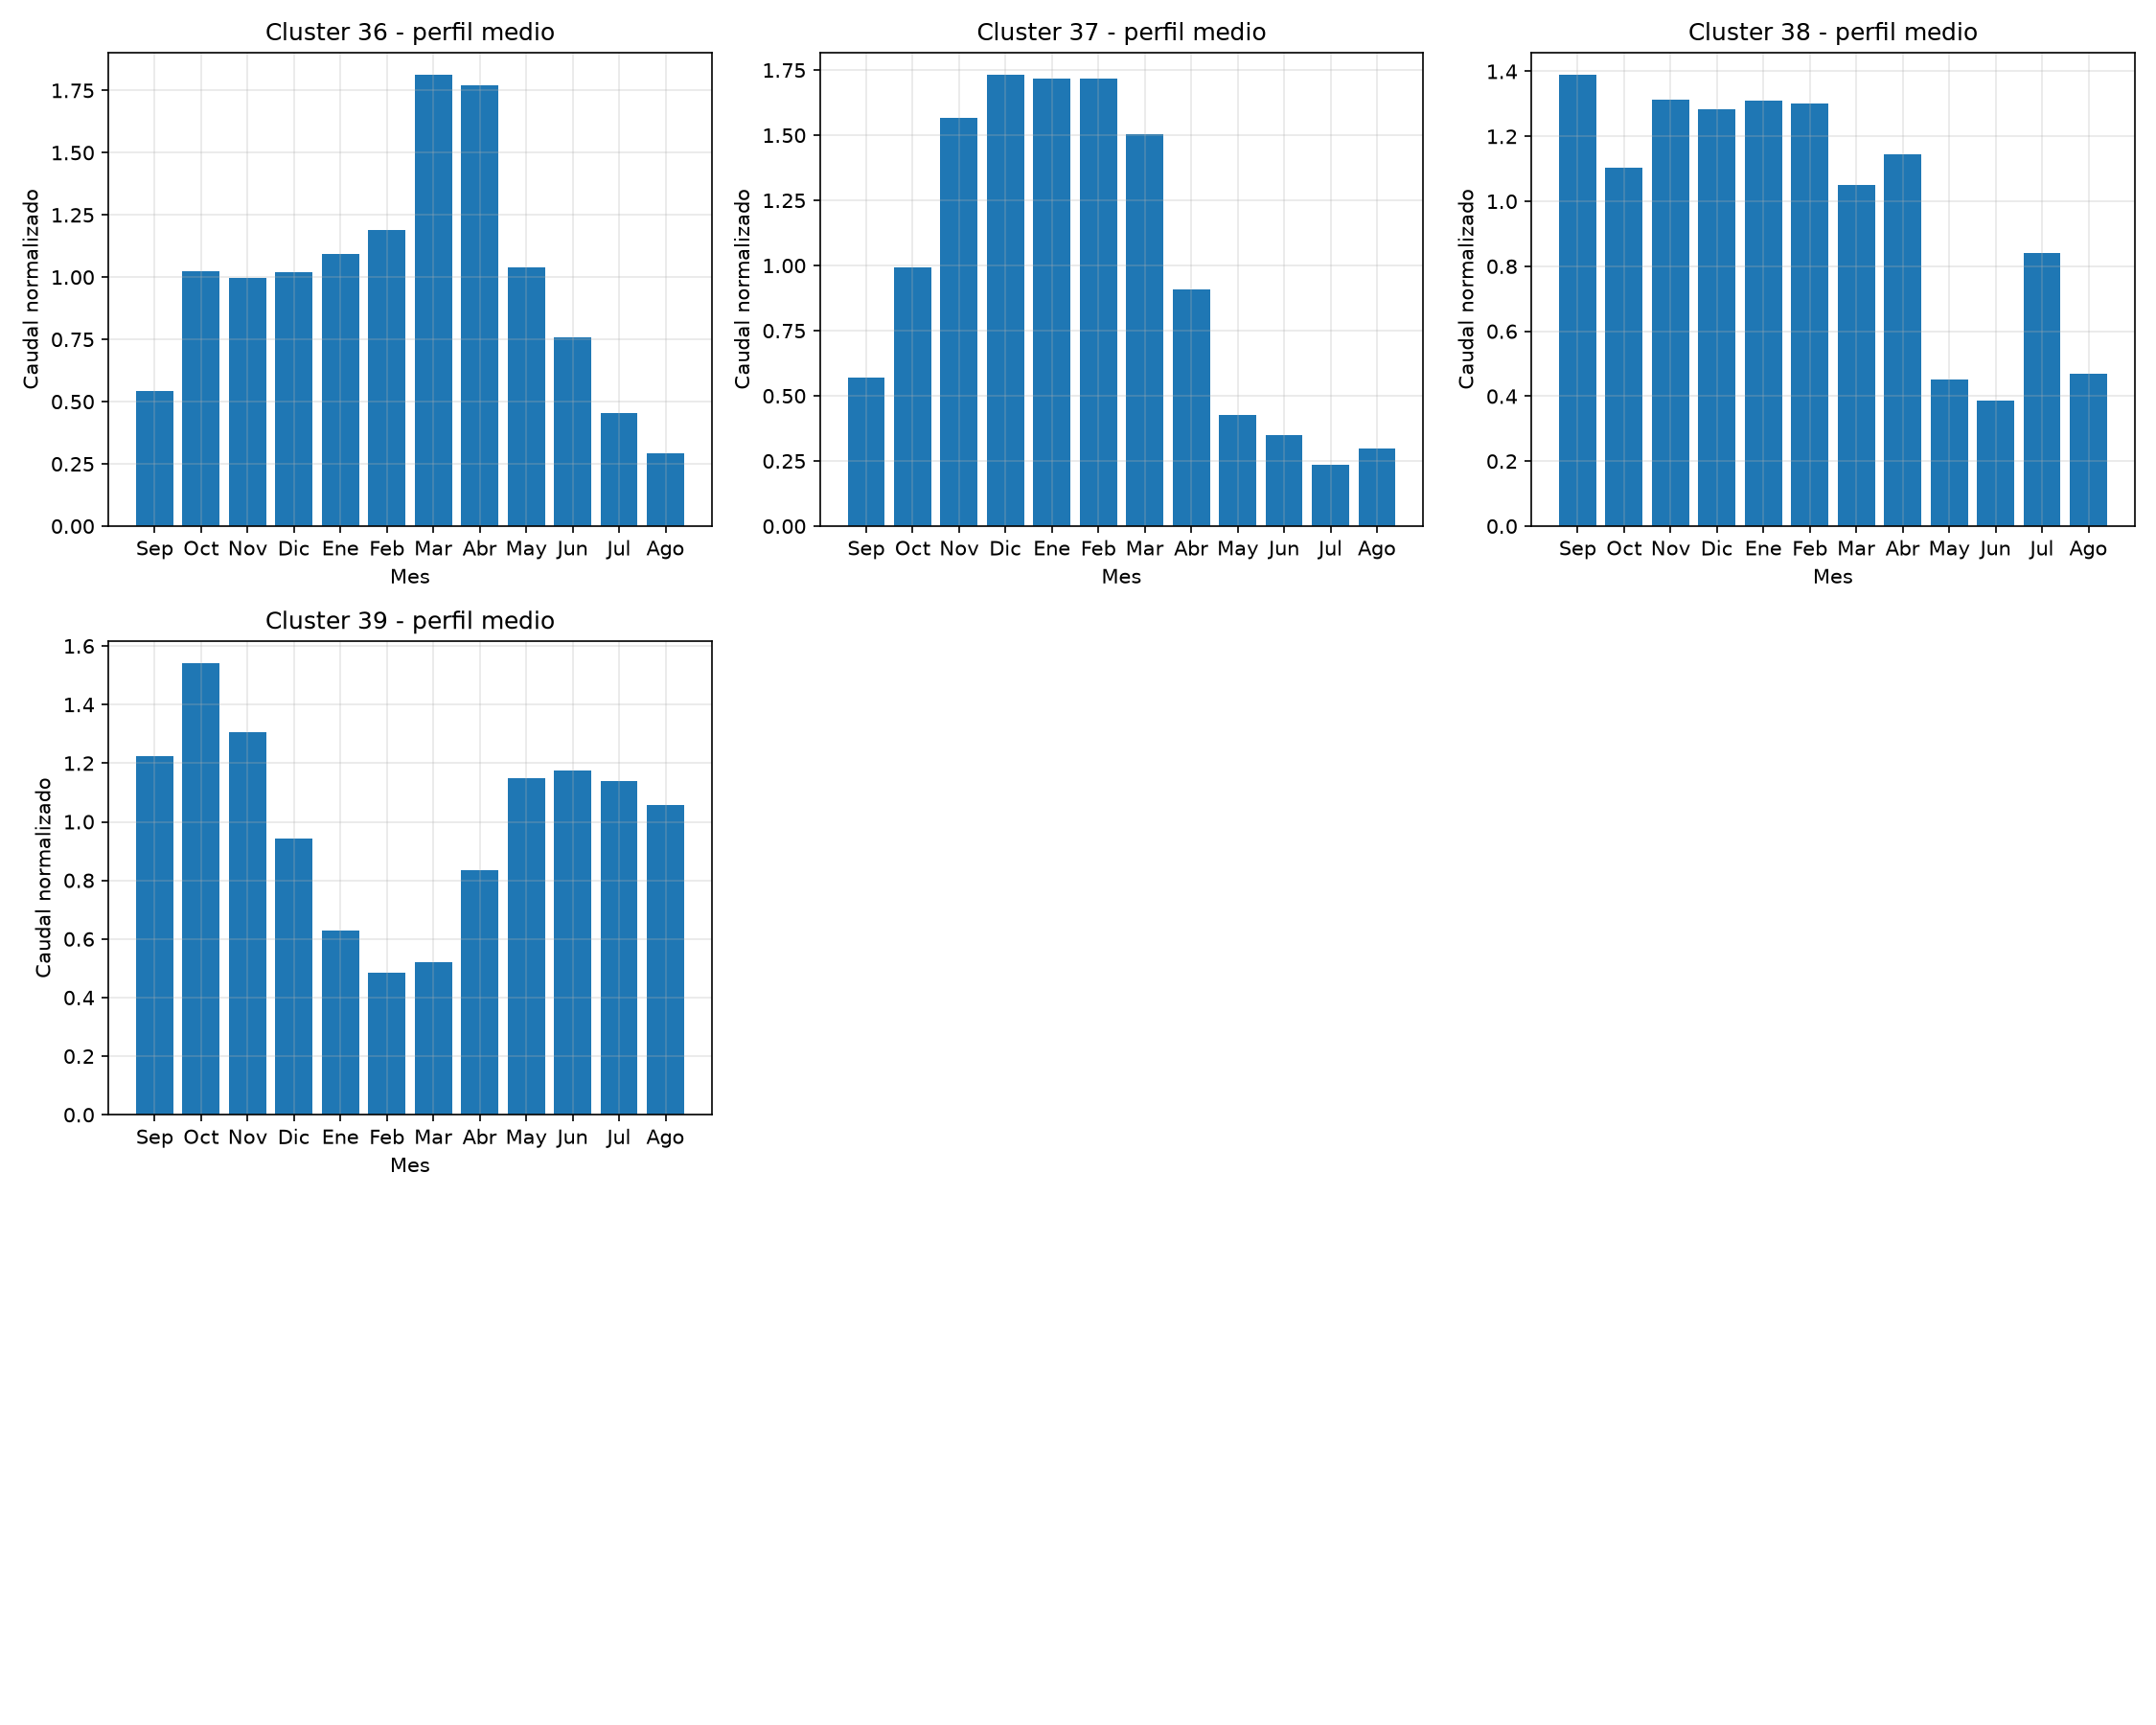 Cluster 36 - perfil medio
Caudal normalizado
1.75
1.50
1.25
1.00
0.75
0.50
0.25
0.00
Sep Oct Nov Dic Ene Feb Mar Abr May Jun Jul Ago
Mes
Cluster 37 - perfil medio
Caudal normalizado
1.75
1.50
1.25
1.00
0.75
0.50
0.25
0.00
Sep Oct Nov Dic Ene Feb Mar Abr May Jun Jul Ago
Mes
Cluster 38 - perfil medio
Caudal normalizado
1.4
1.2
1.0
0.8
0.6
0.4
0.2
0.0
Sep Oct Nov Dic Ene Feb Mar Abr May Jun Jul Ago
Mes
Cluster 39 - perfil medio
Caudal normalizado
1.6
1.4
1.2
1.0
0.8
0.6
0.4
0.2
0.0
Sep Oct Nov Dic Ene Feb Mar Abr May Jun Jul Ago
Mes